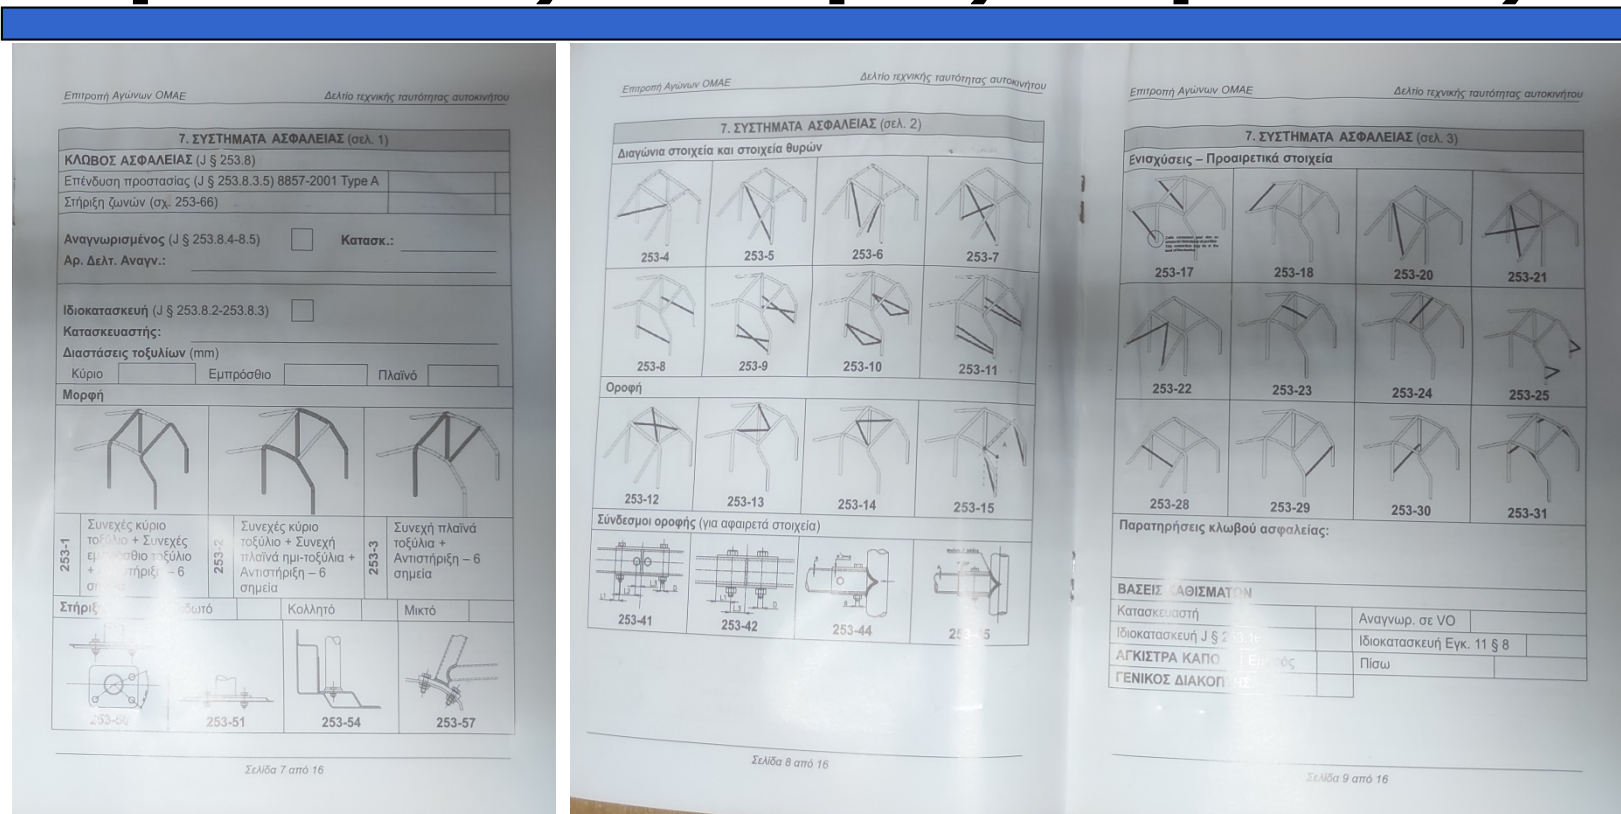 Επιτροπή Αγώνων ΟΜΑΕ
Δελτίο τεχνικής ταυτότητας αυτοκινήτου
7. ΣΥΣΤΗΜΑΤΑ ΑΣΦΑΛΕΙΑΣ (σελ. 1)
ΚΛΩΒΟΣ ΑΣΦΑΛΕΙΑΣ (J § 253.8)
Επένδυση προστασίας (J § 253.8.3.5) 8857-2001 Type A
Στήριξη ζωνών (σχ. 253-66)
Αναγνωρισμένος (J § 253.8.4-8.5) Κατασκ.:
Αρ. Δελτ. Αναγν.:
Ιδιοκατασκευή (J § 253.8.2-253.8.3)
Κατασκευαστής:
Διαστάσεις τοξυλίων (mm)
Κύριο Εμπρόσθιο Πλαϊνό
Μορφή
253-1
Συνεχές κύριο
τοξύλιο + Συνεχές
τοξύλιο
+ – 6
253-2
Συνεχές κύριο
τοξύλιο + Συνεχή
πλαϊνά ημι-τοξύλια +
Αντιστήριξη – 6
σημεία
253-3
Συνεχή πλαϊνά
τοξύλια +
Αντιστήριξη – 6
σημεία
Κολλητό Μικτό
253-51 253-54 253-57
Σελίδα 7 από 16
Επιτροπή Αγώνων ΟΜΑΕ
Δελτίο τεχνικής ταυτότητας αυτοκινήτου
7. ΣΥΣΤΗΜΑΤΑ ΑΣΦΑΛΕΙΑΣ (σελ. 2)
Διαγώνια στοιχεία και στοιχεία θυρών
253-4 253-5 253-6 253-7
253-8 253-9 253-10 253-11
Οροφή
253-12 253-13 253-14 253-15
Σύνδεσμοι οροφής (για αφαιρετά στοιχεία)
253-41 253-42 253-44
Σελίδα 8 από 16
Επιτροπή Αγώνων ΟΜΑΕ
Δελτίο τεχνικής ταυτότητας αυτοκινήτου
7. ΣΥΣΤΗΜΑΤΑ ΑΣΦΑΛΕΙΑΣ (σελ. 3)
Ενισχύσεις – Προαιρετικά στοιχεία
253-17 253-18 253-20 253-21
253-22 253-23 253-24 253-25
253-28 253-29 253-30 253-31
Παρατηρήσεις κλωβού ασφαλείας:
ΒΑΣΕΙΣ ΚΑΘΙΣΜΑΤΩΝ
Κατασκευαστή Αναγνωρ. σε VO
Ιδιοκατασκευή J § Ιδιοκατασκευή Εγκ. 11 § 8
ΑΓΚΙΣΤΡΑ ΚΑΠΟ Πίσω
ΓΕΝΙΚΟΣ ΔΙΑΚΟΠΤΗΣ
Σελίδα 9 από 16